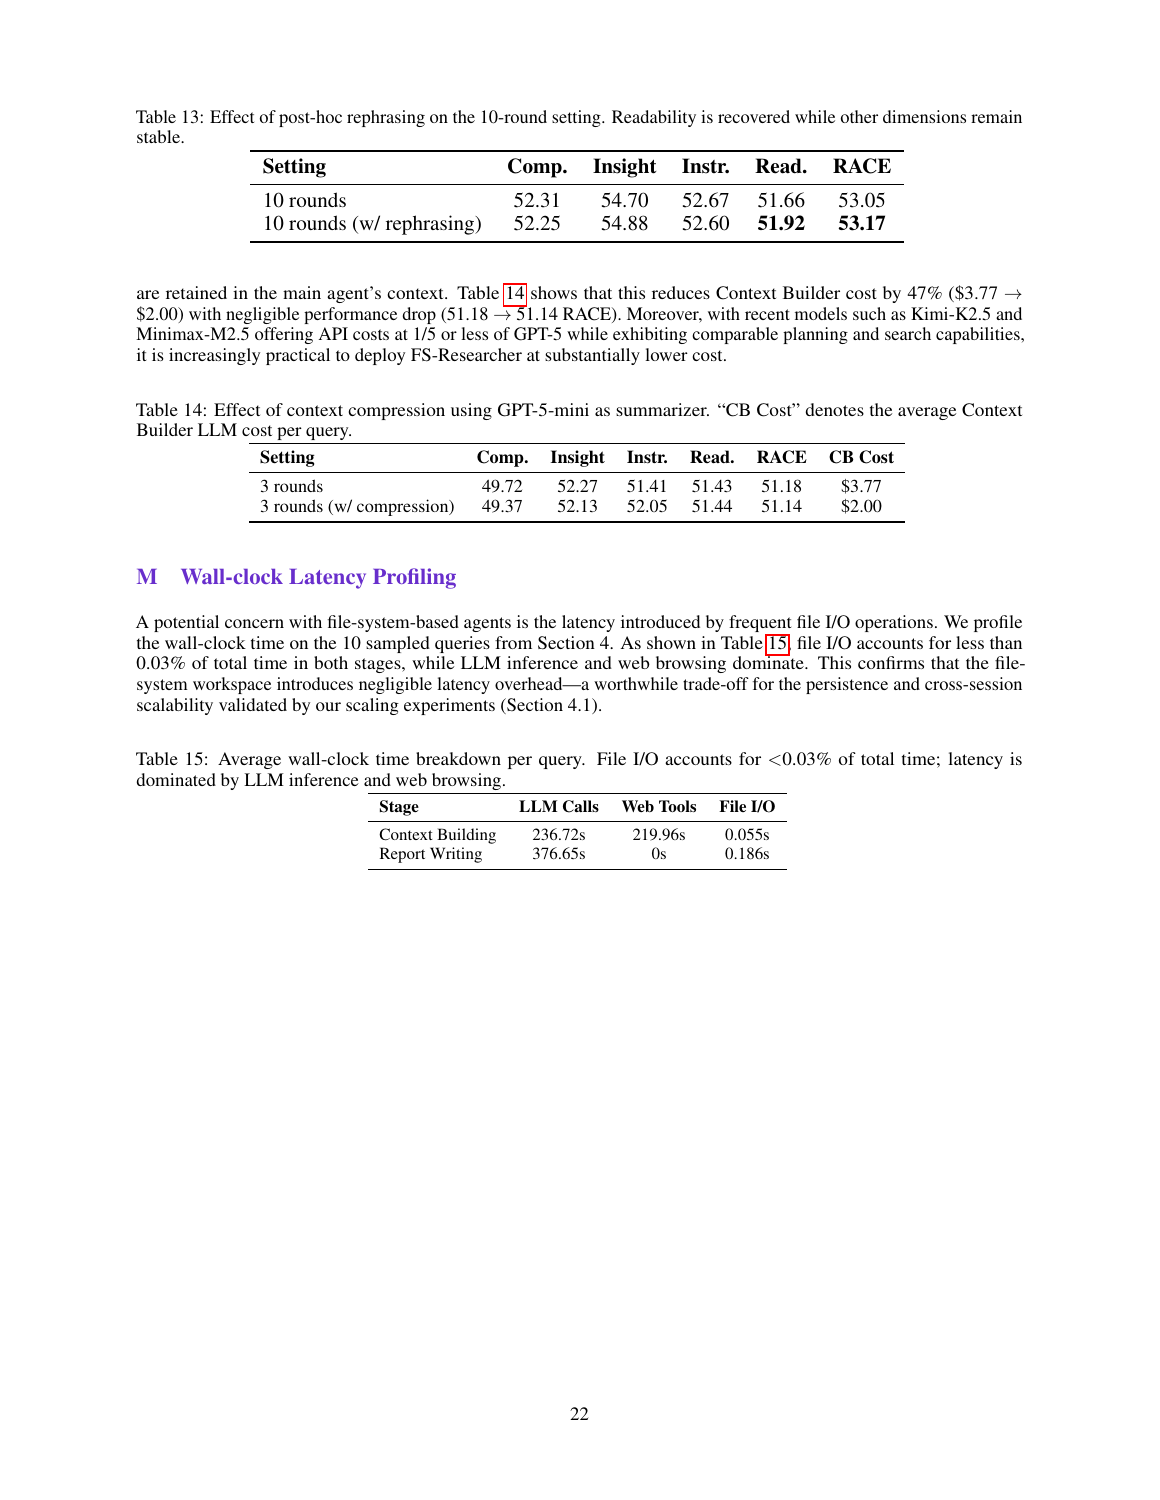 Table 13: Effect of post-hoc rephrasing on the 10-round setting. Readability is recovered while other dimensions remain
stable.
Setting Comp. Insight Instr. Read. RACE
10 rounds 52.31 54.70 52.67 51.66 53.05
10 rounds (w/ rephrasing) 52.25 54.88 52.60 51.92 53.17
are retained in the main agent's context. Table 14 shows that this reduces Context Builder cost by 47% ($3.77 →
$2.00) with negligible performance drop (51.18 → 51.14 RACE). Moreover, with recent models such as Kimi-K2.5 and
Minimax-M2.5 offering API costs at 1/5 or less of GPT-5 while exhibiting comparable planning and search capabilities,
it is increasingly practical to deploy FS-Researcher at substantially lower cost.
Table 14: Effect of context compression using GPT-5-mini as summarizer. “CB Cost” denotes the average Context
Builder LLM cost per query.
Setting Comp. Insight Instr. Read. RACE CB Cost
3 rounds 49.72 52.27 51.41 51.43 51.18 $3.77
3 rounds (w/ compression) 49.37 52.13 52.05 51.44 51.14 $2.00
M Wall-clock Latency Profiling
A potential concern with file-system-based agents is the latency introduced by frequent file I/O operations. We profile
the wall-clock time on the 10 sampled queries from Section 4. As shown in Table 15, file I/O accounts for less than
0.03% of total time in both stages, while LLM inference and web browsing dominate. This confirms that the file-
system workspace introduces negligible latency overhead—a worthwhile trade-off for the persistence and cross-session
scalability validated by our scaling experiments (Section 4.1).
Table 15: Average wall-clock time breakdown per query. File I/O accounts for <0.03% of total time; latency is
dominated by LLM inference and web browsing.
Stage LLM Calls Web Tools File I/O
Context Building 236.72s 219.96s 0.055s
Report Writing 376.65s 0s 0.186s
22